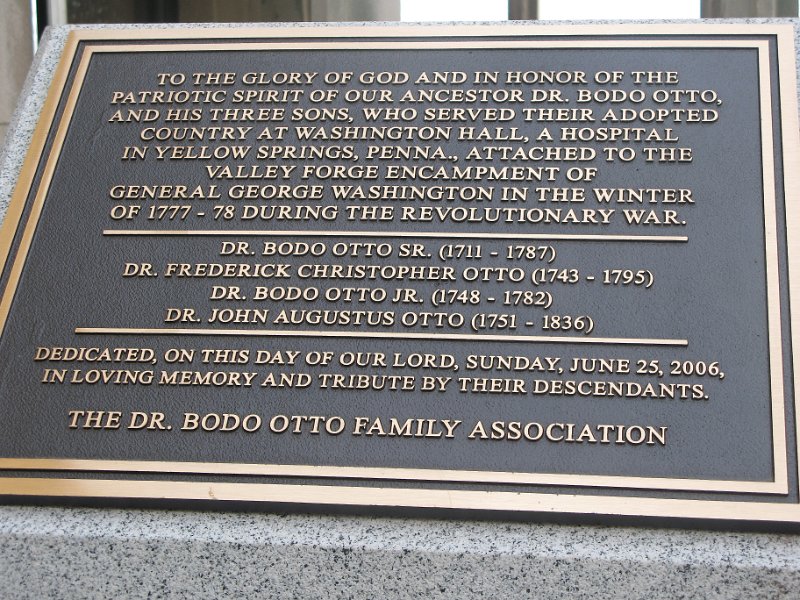 TO THE GLORY OF GOD AND IN HONOR OF THE
PATRIOTIC SPIRIT OF OUR ANCESTOR DR. BODO OTTO,
AND HIS THREE SONS, WHO SERVED THEIR ADOPTED
COUNTRY AT WASHINGTON HALL, A HOSPITAL
IN YELLOW SPRINGS, PENNA., ATTACHED TO THE
VALLEY FORGE ENCAMPMENT OF
GENERAL GEORGE WASHINGTON IN THE WINTER
OF 1777 - 78 DURING THE REVOLUTIONARY WAR.
DR. BODO OTTO SR. (1711 - 1787)
DR. FREDERICK CHRISTOPHER OTTO (1743 - 1795)
DR. BODO OTTO JR. (1748 - 1782)
DR. JOHN AUGUSTUS OTTO (1751 - 1836)
DEDICATED, ON THIS DAY OF OUR LORD, SUNDAY, JUNE 25, 2006,
IN LOVING MEMORY AND TRIBUTE BY THEIR DESCENDANTS.
THE DR. BODO OTTO FAMILY ASSOCIATION